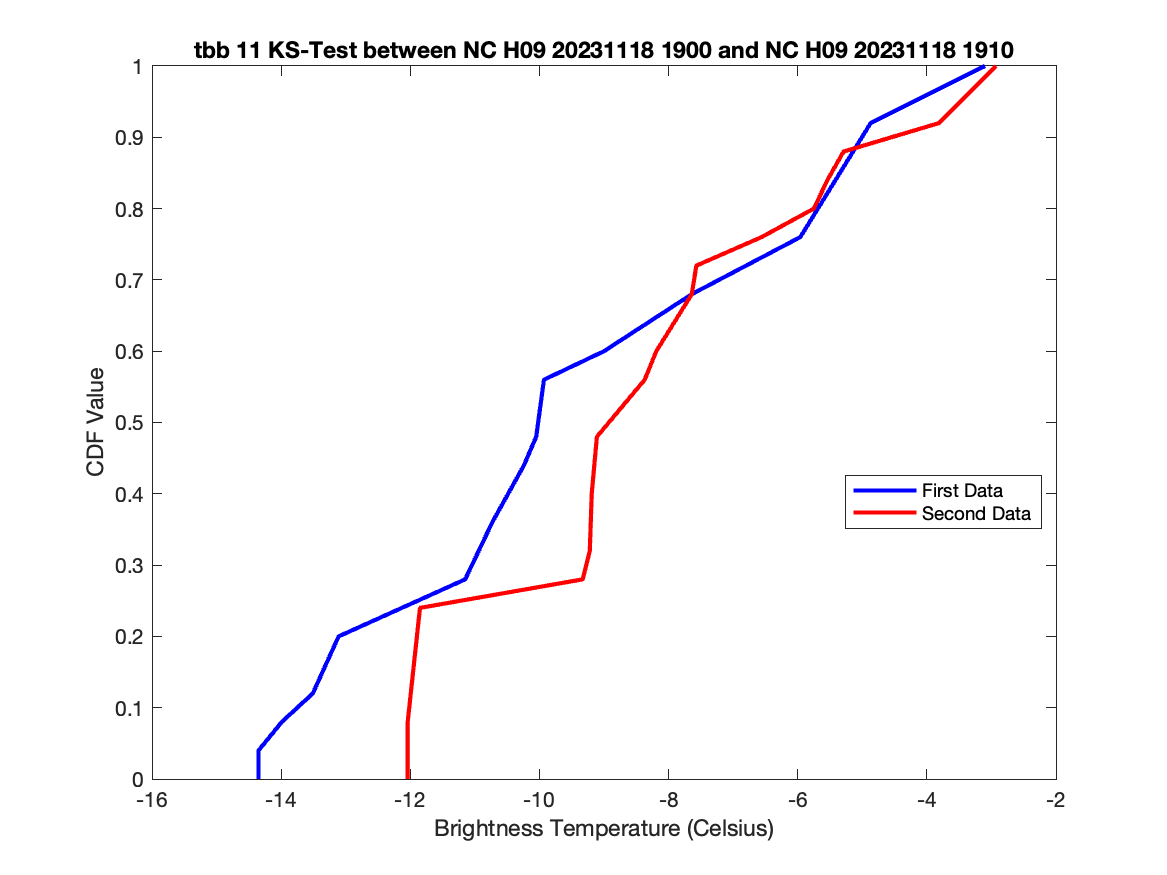 tbb 11 KS-Test between NC H09 20231118 1900 and NC H09 20231118 1910
1
0.9
0.8
0.7
0.6
0.5
0.4
0.3
0.2
0.1
0
CDF Value
First Data
Second Data
-16 -14 -12 -10 -8 -6 -4 -2
Brightness Temperature (Celsius)